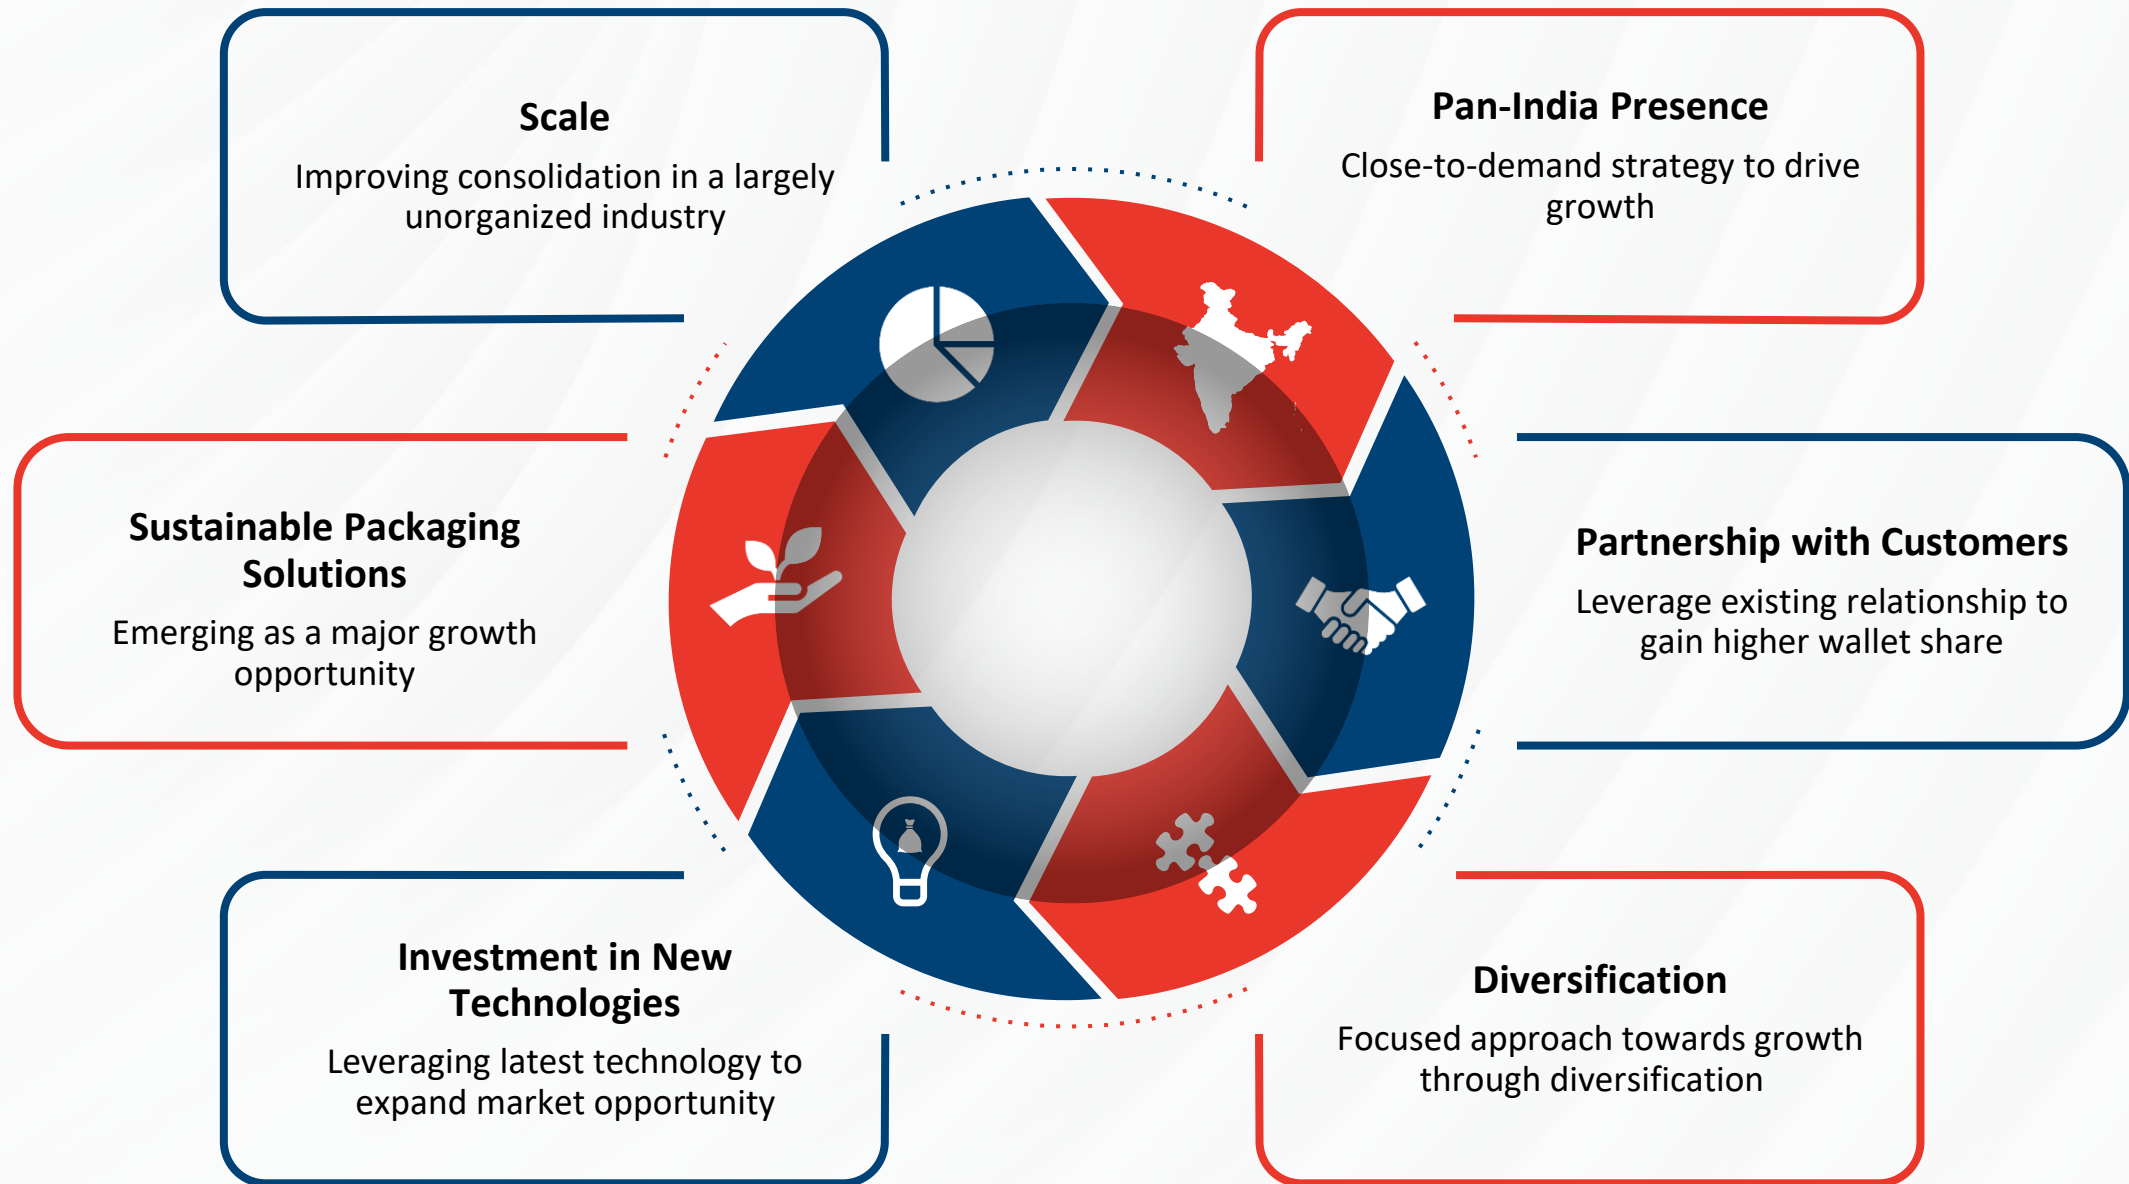 Scale
Improving consolidation in a largely
unorganized industry
Pan-India Presence
Close-to-demand strategy to drive
growth
Sustainable Packaging
Solutions
Emerging as a major growth
opportunity
Partnership with Customers
Leverage existing relationship to
gain higher wallet share
Investment in New
Technologies
Leveraging latest technology to
expand market opportunity
Diversification
Focused approach towards growth
through diversification